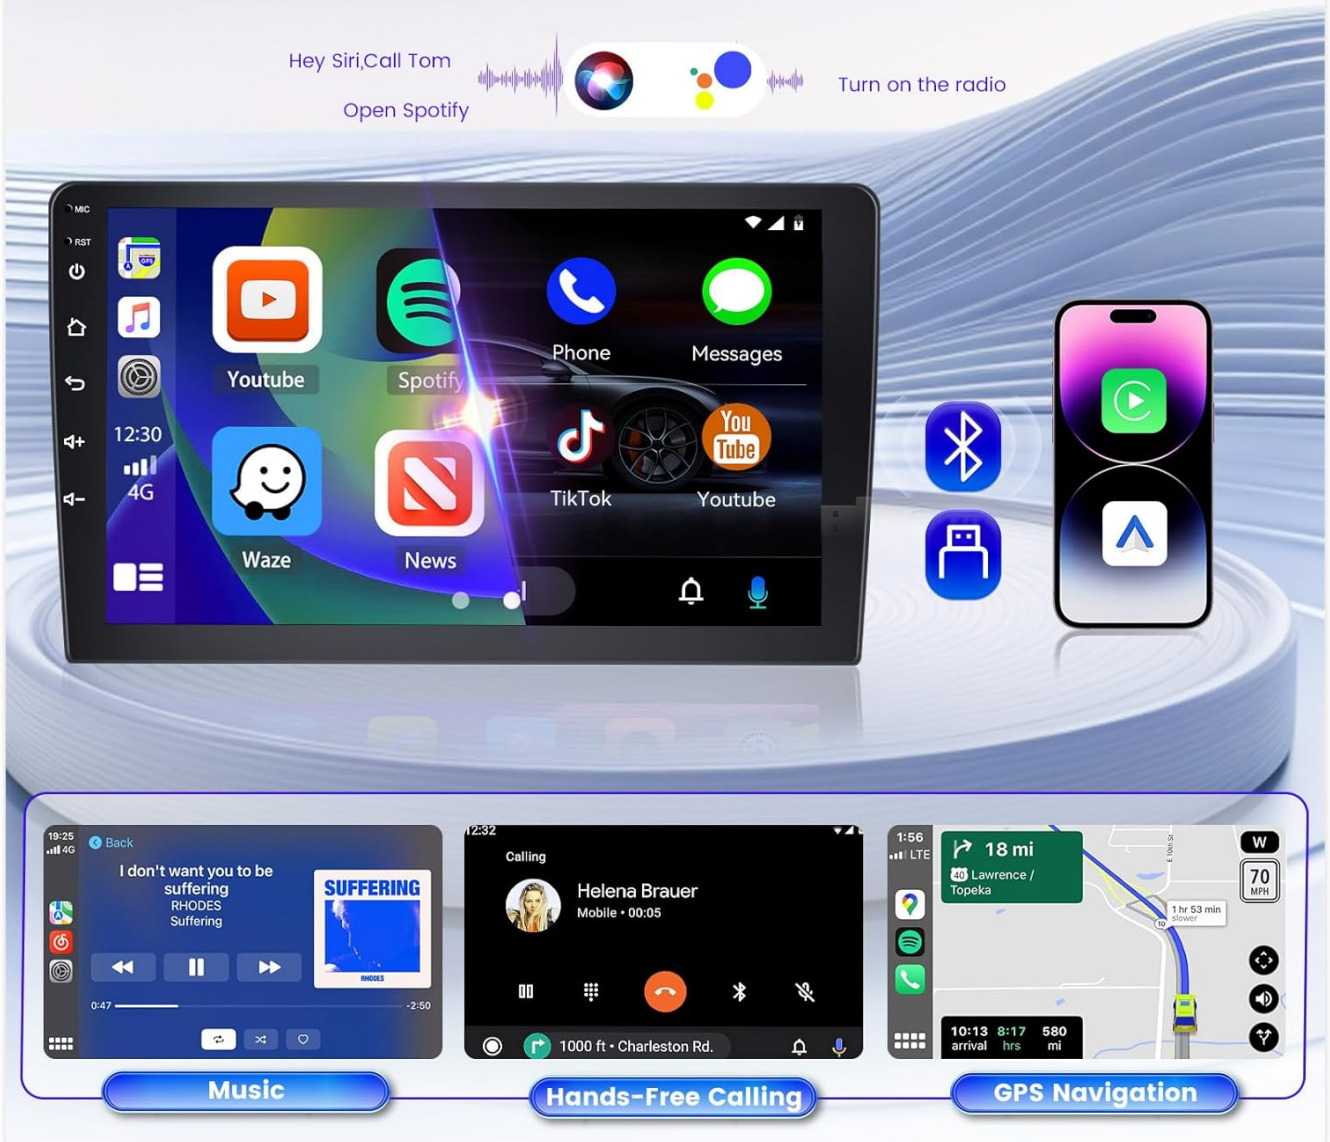 Hey Siri,Call Tom
Open Spotify
Turn on the radio
MIC
RST
GPS
12:30
4G
Youtube
Spotify
Waze
News
Phone
Messages
You
Tube
TikTok
Youtube
19:25
4G
Back
I don't want you to be
suffering
RHODES
Suffering
SUFFERING
RHODES
0:47
-2:50
12:32
Calling
Helena Brauer
Mobile • 00:05
1000 ft • Charleston Rd.
1:56
LTE
18 mi
40 Lawrence /
Topeka
E 10th St
W
70
MPH
1 hr 53 min
slower
10
10:13 8:17 580
arrival hrs mi
Music
Hands-Free Calling
GPS Navigation